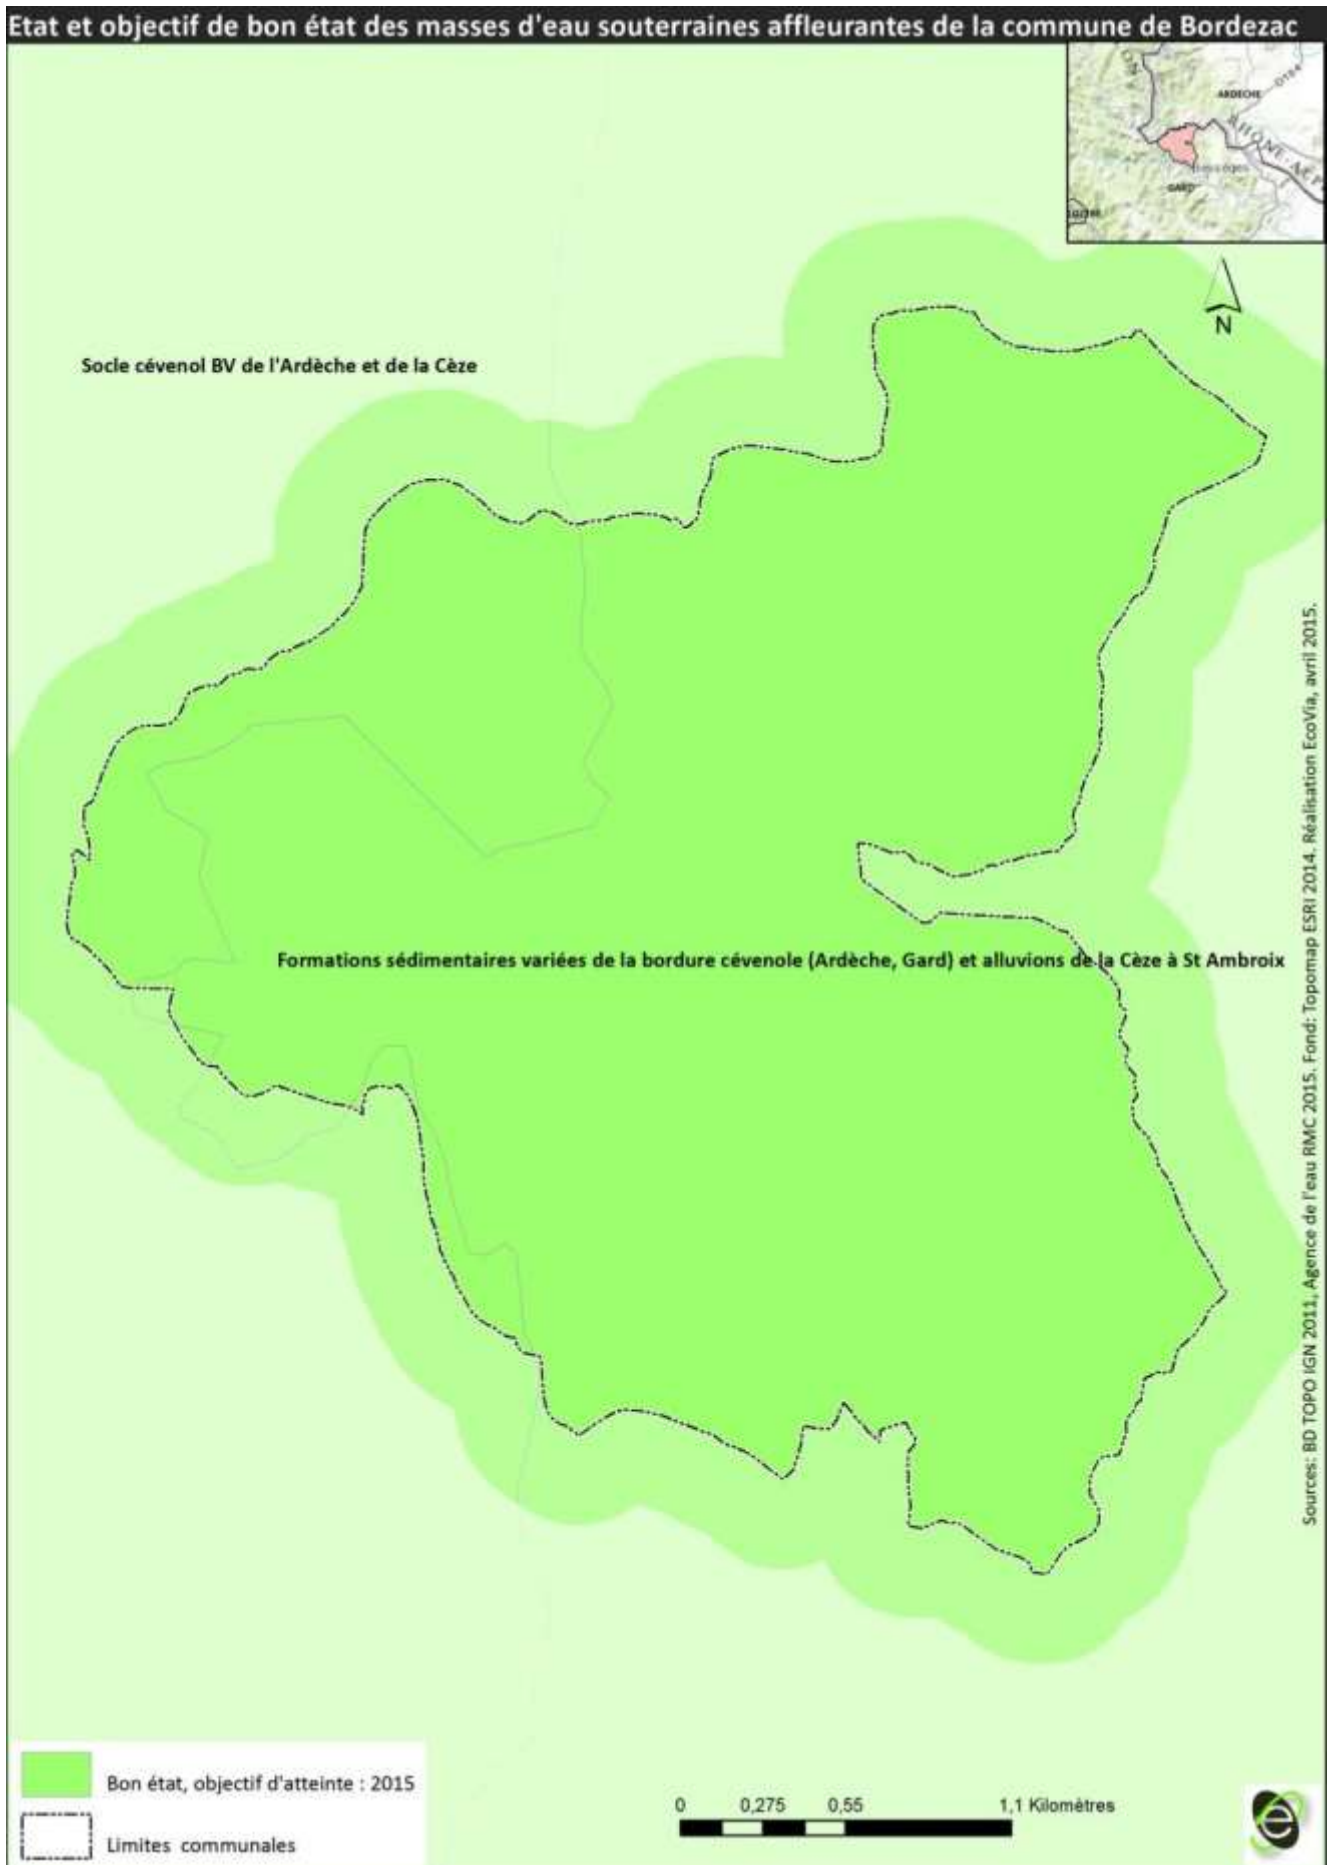 Etat et objectif de bon état des masses d'eau souterraines affleurantes de la commune de Bordezac
ARDECHE
D104
RHÔNE-ALP
GARD
N
Socle cévenol BV de l'Ardèche et de la Cèze
Formations sédimentaires variées de la bordure cévenole (Ardèche, Gard) et alluvions de la Cèze à St Ambroix
Sources: BD TOPO IGN 2011, Agence de l'eau RMC 2015. Fond: Topomap ESRI 2014. Réalisation EcoVia, avril 2015.
Bon état, objectif d'atteinte : 2015
Limites communales
0 0,275 0,55 1,1 Kilomètres
e